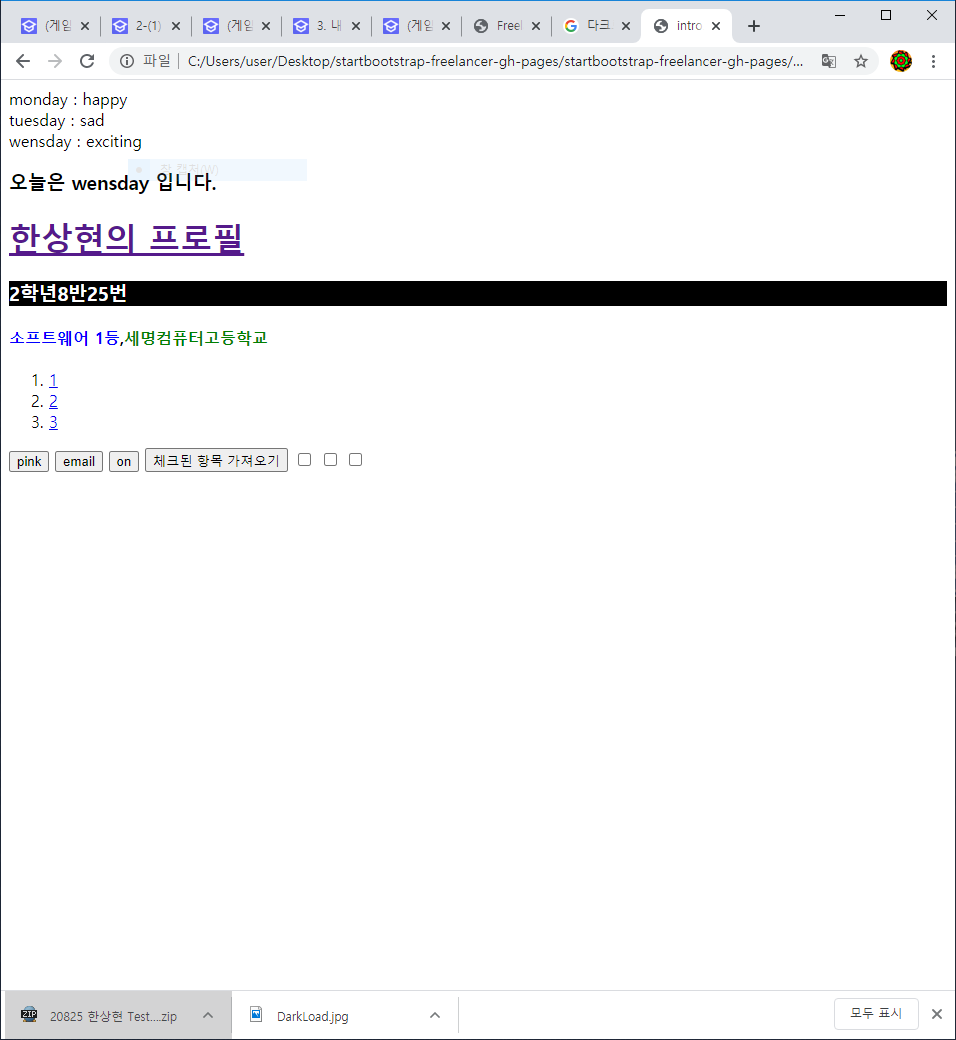 (게임
2-(1)
(게임
3. 내
(게임
Freel
다크
intro
파일
C:/Users/user/Desktop/startbootstrap-freelancer-gh-pages/startbootstrap-freelancer-gh-pages/...
monday : happy
tuesday : sad
wensday : exciting
오늘은 wensday 입니다.
한상현의 프로필
2학년8반25번
소프트웨어 1등,세명컴퓨터고등학교
1. 1
2. 2
3. 3
pink email on 체크된 항목 가져오기
ZIP 20825 한상현 Test....zip
DarkLoad.jpg
모두 표시